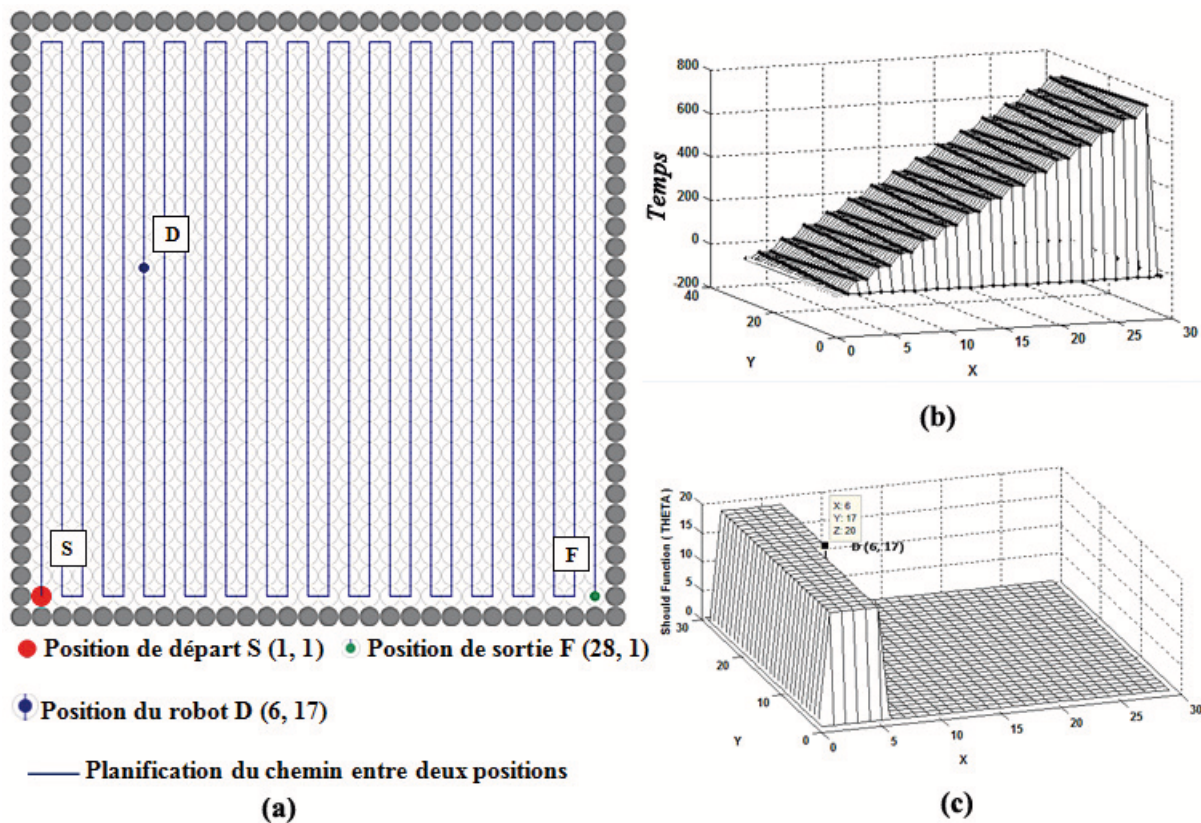 D
S
F
Position de départ S (1, 1)
Position de sortie F (28, 1)
Position du robot D (6, 17)
Planification du chemin entre deux positions
(a)
800
600
400
200
0
-200
Temps
40
20
0
Y
0
5
10
15
20
25
30
X
(b)
20
15
10
5
0
Should Function ( THETA )
X: 6
Y: 17
Z: 20
D (6, 17)
30
20
10
0
Y
0
5
10
15
20
25
30
X
(c)